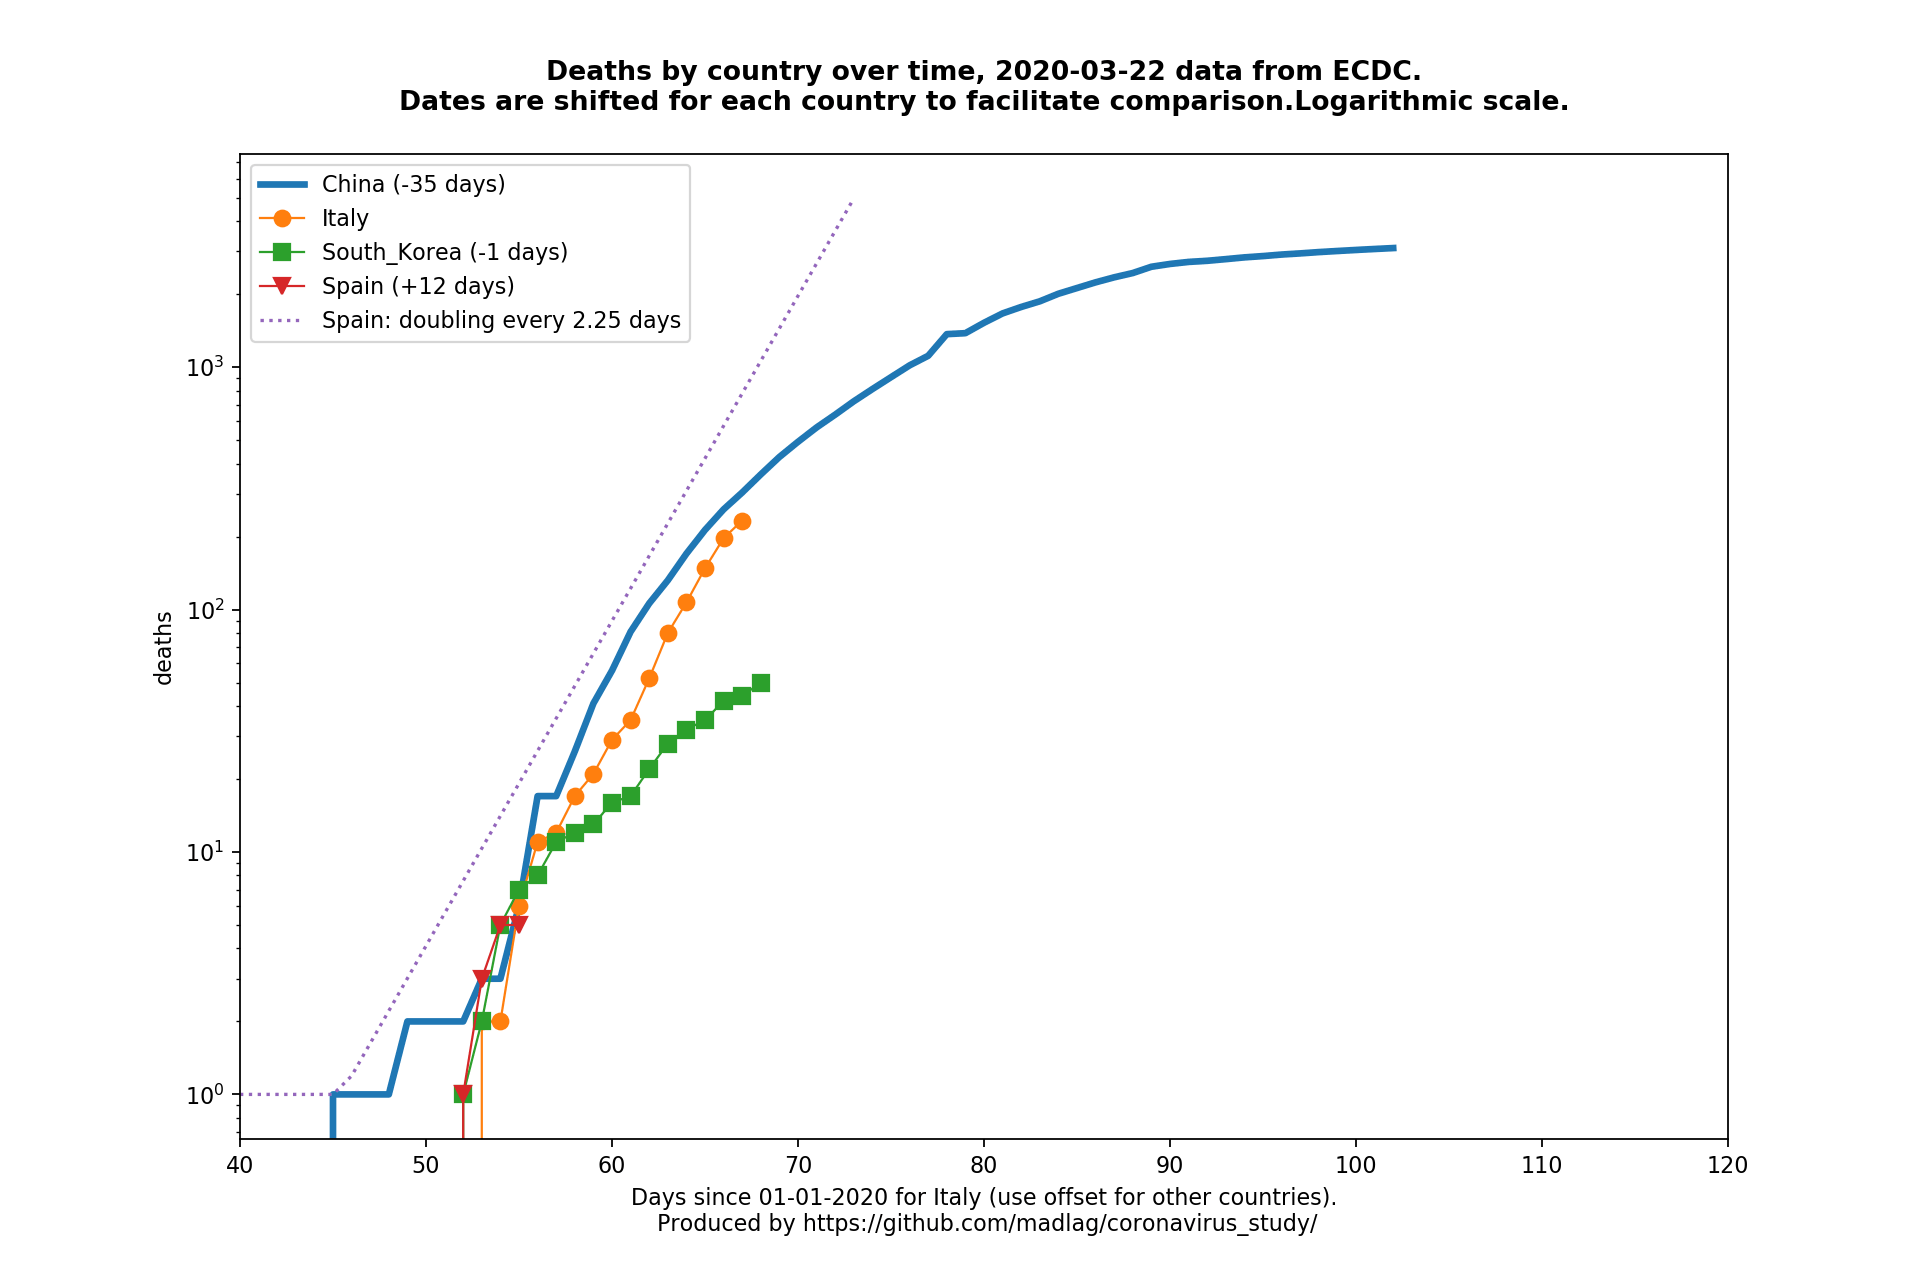 Deaths by country over time, 2020-03-22 data from ECDC.
Dates are shifted for each country to facilitate comparison.Logarithmic scale.
China (-35 days)
Italy
South_Korea (-1 days)
Spain (+12 days)
Spain: doubling every 2.25 days
deaths
10³
10²
10¹
10⁰
40 50 60 70 80 90 100 110 120
Days since 01-01-2020 for Italy (use offset for other countries).
Produced by https://github.com/madlag/coronavirus_study/